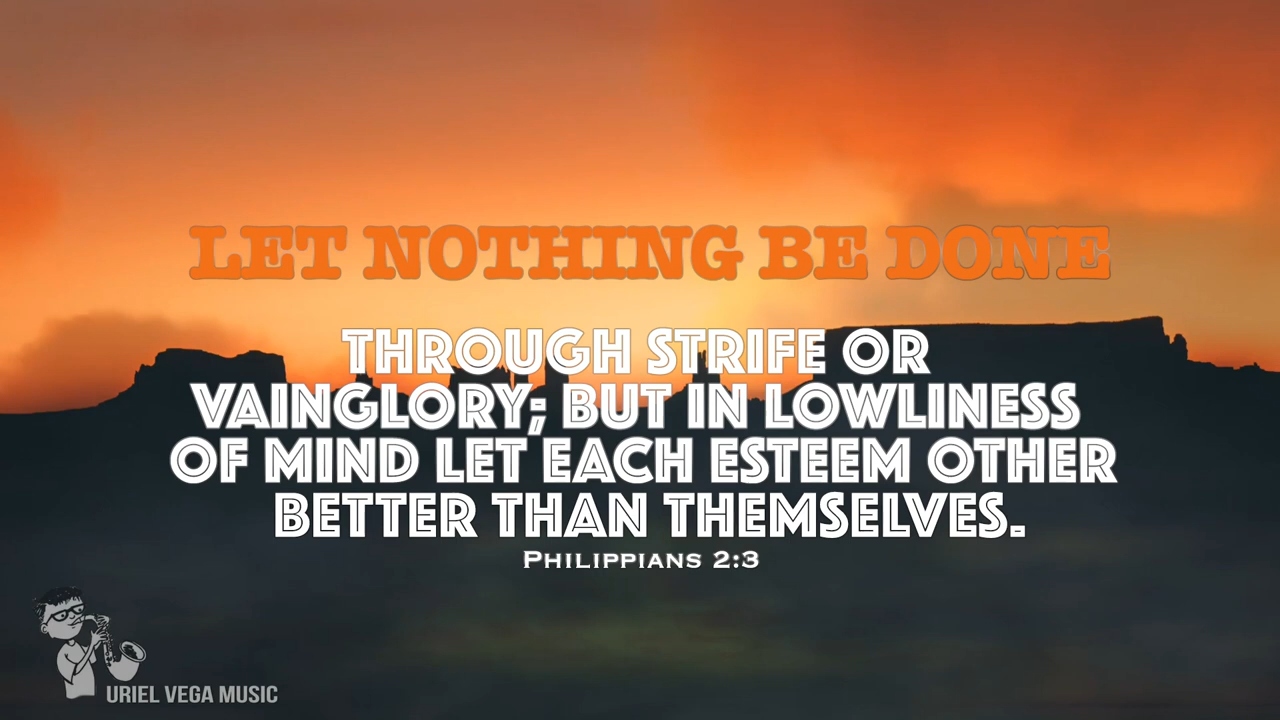 LET NOTHING BE DONE
THROUGH STRIFE OR
VAINGLORY; BUT IN LOWLINESS
OF MIND LET EACH ESTEEM OTHER
BETTER THAN THEMSELVES.
PHILIPPIANS 2:3
URIEL VEGA MUSIC